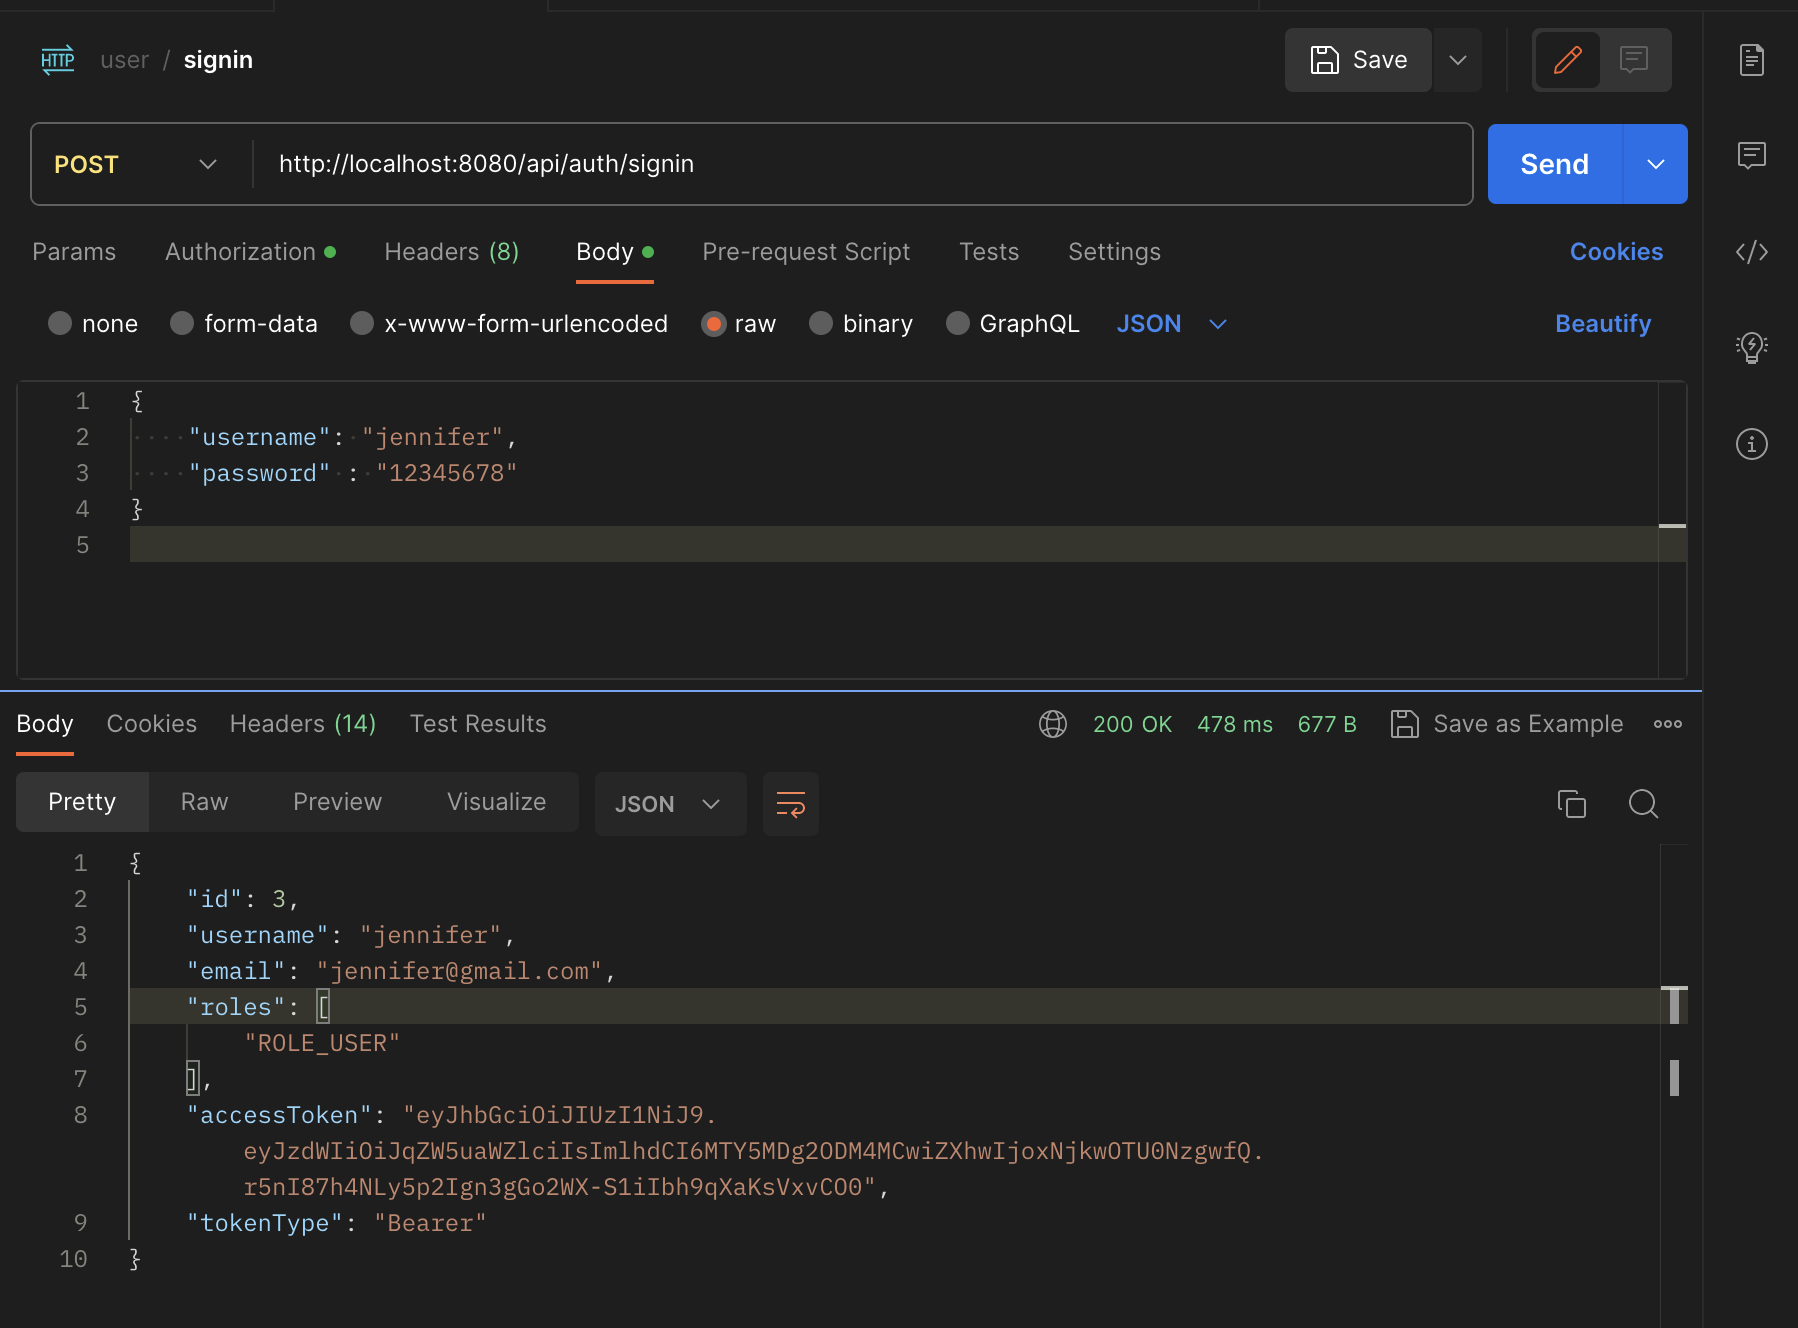 HTTP user / signin Save
POST http://localhost:8080/api/auth/signin Send
Params Authorization Headers (8) Body Pre-request Script Tests Settings Cookies
none form-data x-www-form-urlencoded raw binary GraphQL JSON Beautify
1 {
2 "username": "jennifer",
3 "password" : "12345678"
4 }
5
Body Cookies Headers (14) Test Results 200 OK 478 ms 677 B Save as Example
Pretty Raw Preview Visualize JSON
1 {
2 "id": 3,
3 "username": "jennifer",
4 "email": "jennifer@gmail.com",
5 "roles": [
6 "ROLE_USER"
7 ],
8 "accessToken": "eyJhbGciOiJIUzI1NiJ9.
eyJzdWIiOiJqZW5uaWZlciIsImlhdCI6MTY5MDg2ODM4MCwiZXhwIjoxNjkwOTU0NzgwfQ.
r5nI87h4NLy5p2Ign3gGo2WX-S1iIbh9qXaKsVxvCO0",
9 "tokenType": "Bearer"
10 }